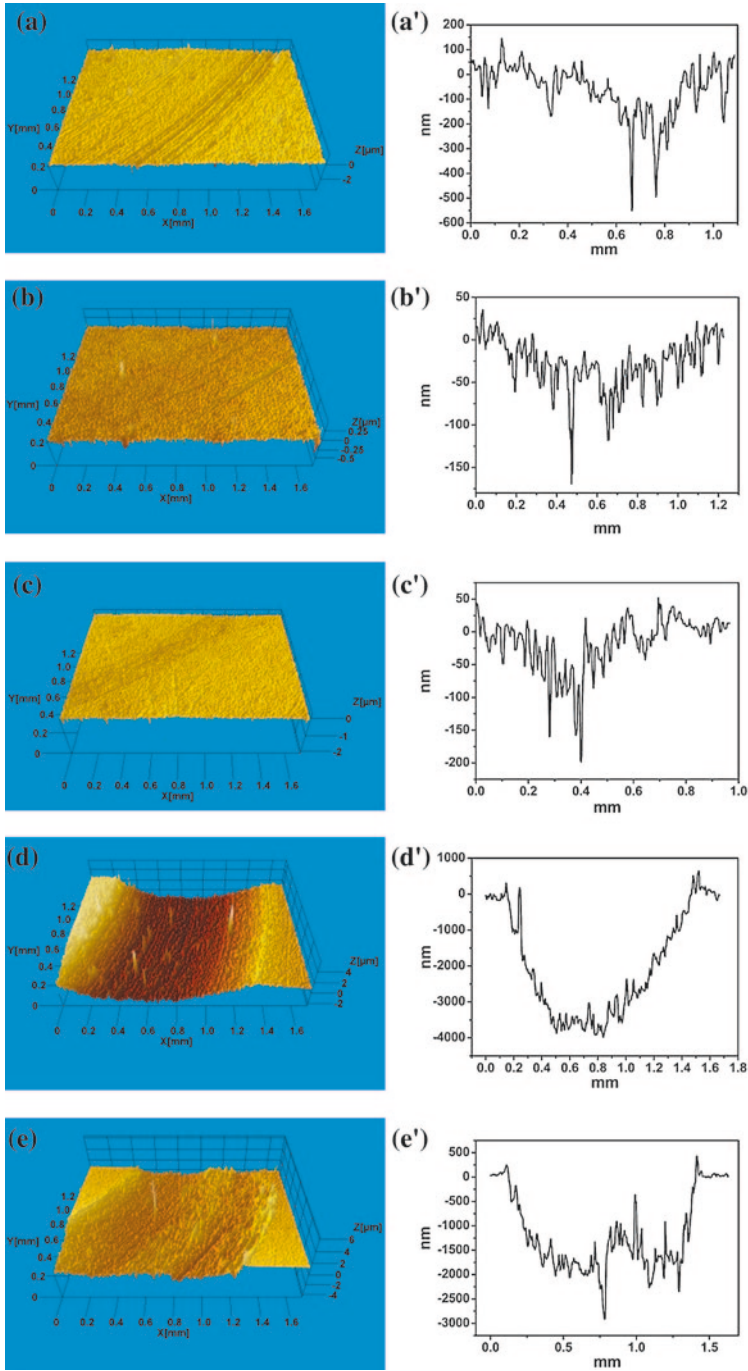 (a)
1.2
1.0
0.8
Y[mm]
0.6
0.4
0.2
0
Z[µm]
0
-2
0 0.2 0.4 0.6 0.8 1.0 1.2 1.4 1.6
X[mm]
(a')
200
100
0
-100
-200
-300
-400
-500
-600
nm
0.0 0.2 0.4 0.6 0.8 1.0
mm
(b)
1.2
1.0
0.8
Y[mm]
0.6
0.4
0.2
0
Z[µm]
0.25
0
-0.25
-0.5
0 0.2 0.4 0.6 0.8 1.0 1.2 1.4 1.6
X[mm]
(b')
50
0
-50
-100
-150
nm
0.0 0.2 0.4 0.6 0.8 1.0 1.2
mm
(c)
1.2
1.0
0.8
Y[mm]
0.6
0.4
0.2
0
Z[µm]
0
-1
-2
0 0.2 0.4 0.6 0.8 1.0 1.2 1.4 1.6
X[mm]
(c')
50
0
-50
-100
-150
-200
nm
0.0 0.2 0.4 0.6 0.8 1.0
mm
(d)
1.2
1.0
0.8
Y[mm]
0.6
0.4
0.2
0
Z[µm]
4
2
0
2
0 0.2 0.4 0.6 0.8 1.0 1.2 1.4 1.6
X[mm]
(d')
1000
0
-1000
-2000
-3000
-4000
nm
0.0 0.2 0.4 0.6 0.8 1.0 1.2 1.4 1.6 1.8
mm
(e)
1.2
1.0
0.8
Y[mm]
0.6
0.4
0.2
0
Z[µm]
6
4
2
0
-2
-4
0 0.2 0.4 0.6 0.8 1.0 1.2 1.4 1.6
X[mm]
(e')
500
0
-500
-1000
-1500
-2000
-2500
-3000
nm
0.0 0.5 1.0 1.5
mm